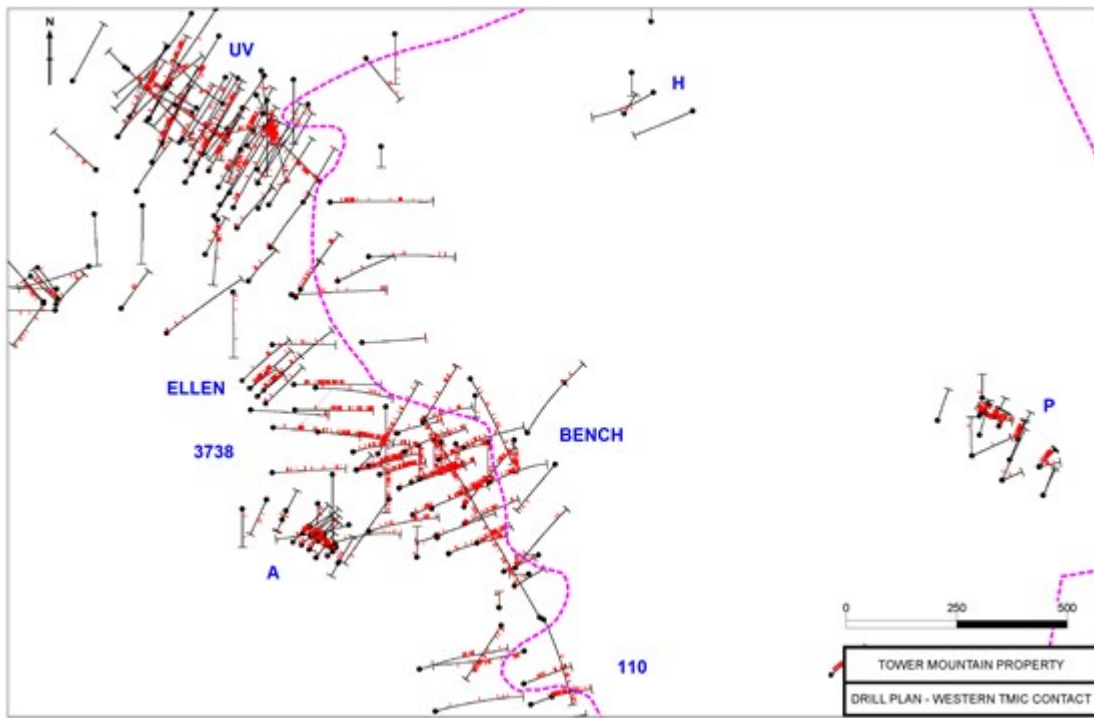 N
UV
H
ELLEN
P
BENCH
3738
A
110
0 250 500
TOWER MOUNTAIN PROPERTY
DRILL PLAN - WESTERN TMIC CONTACT